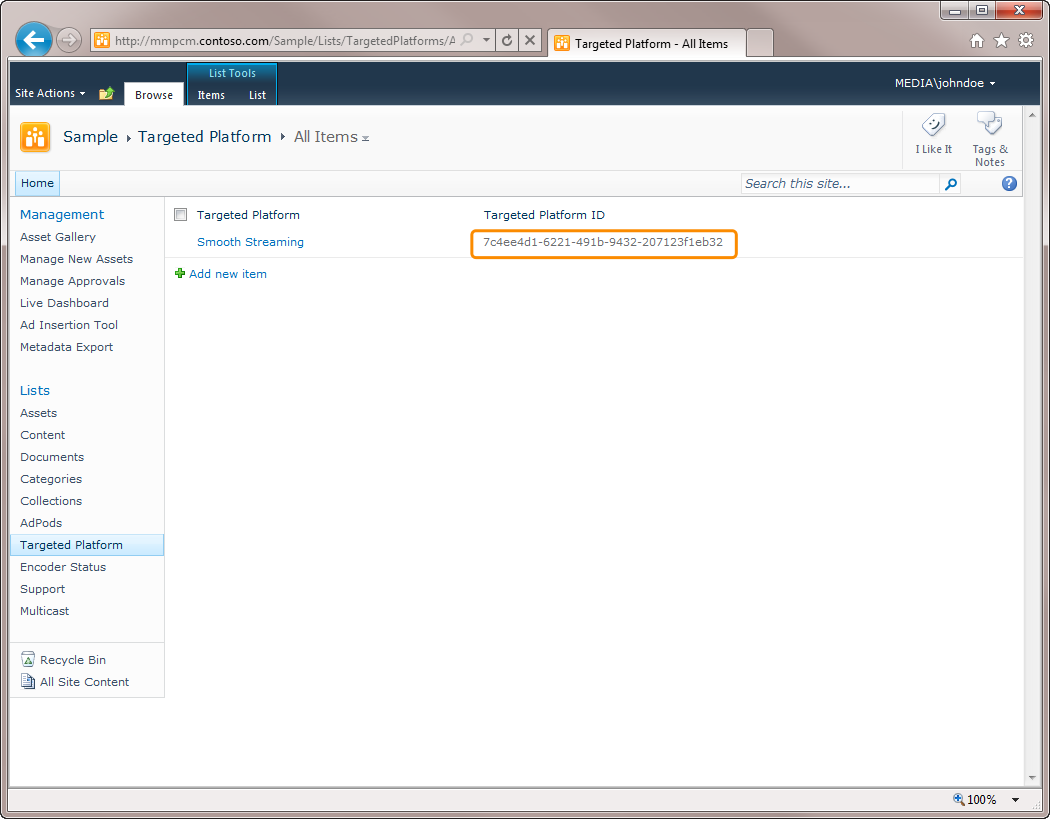 http://mmpcm.contoso.com/Sample/Lists/TargetedPlatforms/A
Targeted Platform - All Items
List Tools
Site Actions
Browse
Items
List
MEDIA\johndoe
Sample
Targeted Platform
All Items
I Like It
Tags &
Notes
Home
Search this site...
Management
Asset Gallery
Manage New Assets
Manage Approvals
Live Dashboard
Ad Insertion Tool
Metadata Export
Lists
Assets
Content
Documents
Categories
Collections
AdPods
Targeted Platform
Encoder Status
Support
Multicast
Recycle Bin
All Site Content
Targeted Platform
Targeted Platform ID
Smooth Streaming
7c4ee4d1-6221-491b-9432-207123f1eb32
Add new item
100%